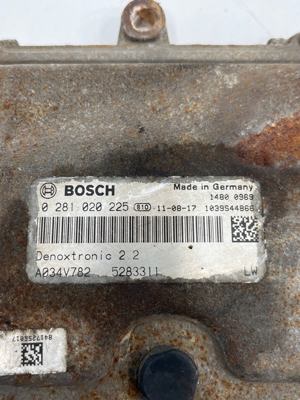 BOSCH Made in Germany
1480 0969
0 281 020 225 810 11-08-17 1039S44866
Denoxtronic 2.2
A034V782 5283311 LW